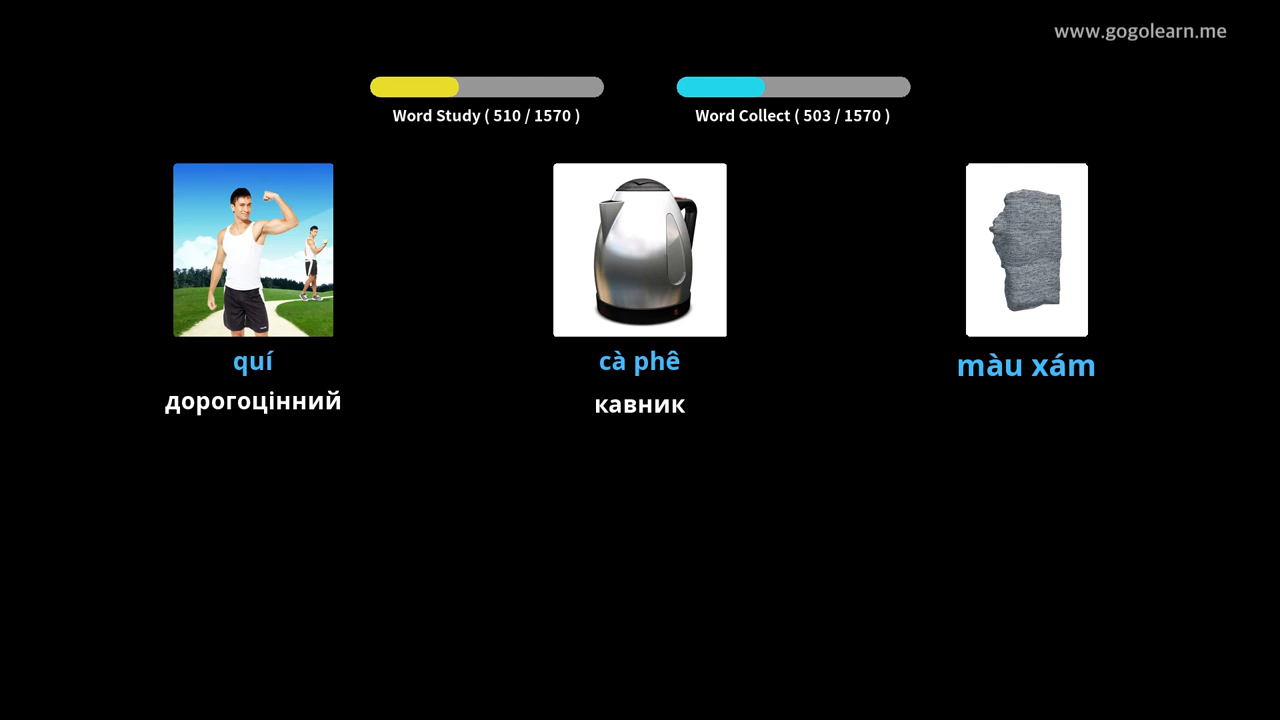 www.gogolearn.me
Word Study ( 510 / 1570 )
Word Collect ( 503 / 1570 )
quí
дорогоцінний
cà phê
кавник
màu xám